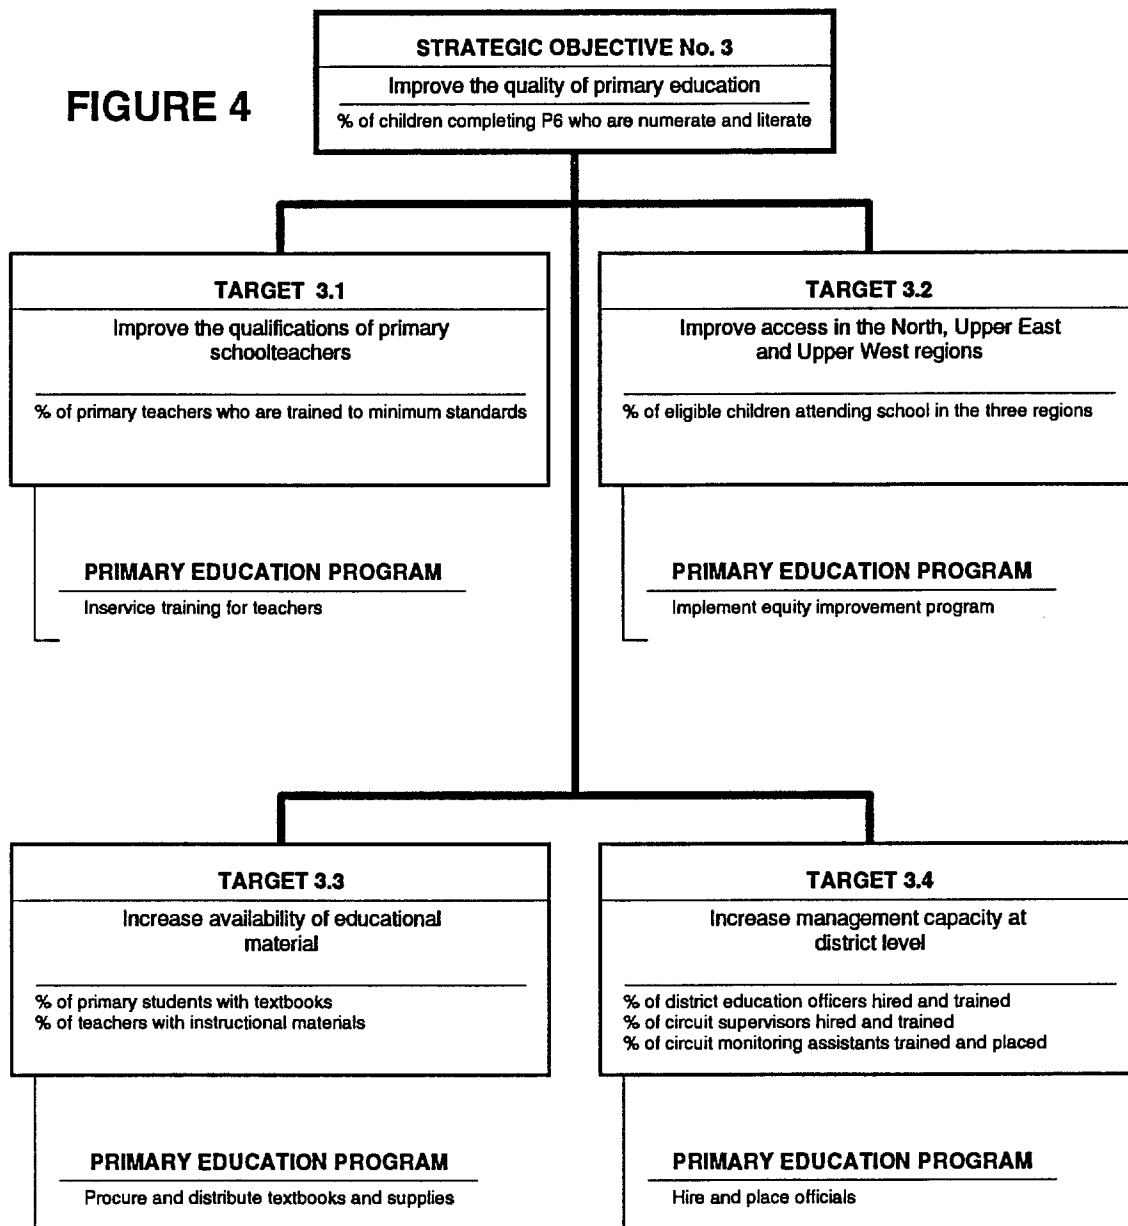 STRATEGIC OBJECTIVE No. 3
Improve the quality of primary education
% of children completing P6 who are numerate and literate
FIGURE 4
TARGET 3.1
Improve the qualifications of primary
schoolteachers
% of primary teachers who are trained to minimum standards
PRIMARY EDUCATION PROGRAM
Inservice training for teachers
TARGET 3.2
Improve access in the North, Upper East
and Upper West regions
% of eligible children attending school in the three regions
PRIMARY EDUCATION PROGRAM
Implement equity improvement program
TARGET 3.3
Increase availability of educational
material
% of primary students with textbooks
% of teachers with instructional materials
PRIMARY EDUCATION PROGRAM
Procure and distribute textbooks and supplies
TARGET 3.4
Increase management capacity at
district level
% of district education officers hired and trained
% of circuit supervisors hired and trained
% of circuit monitoring assistants trained and placed
PRIMARY EDUCATION PROGRAM
Hire and place officials